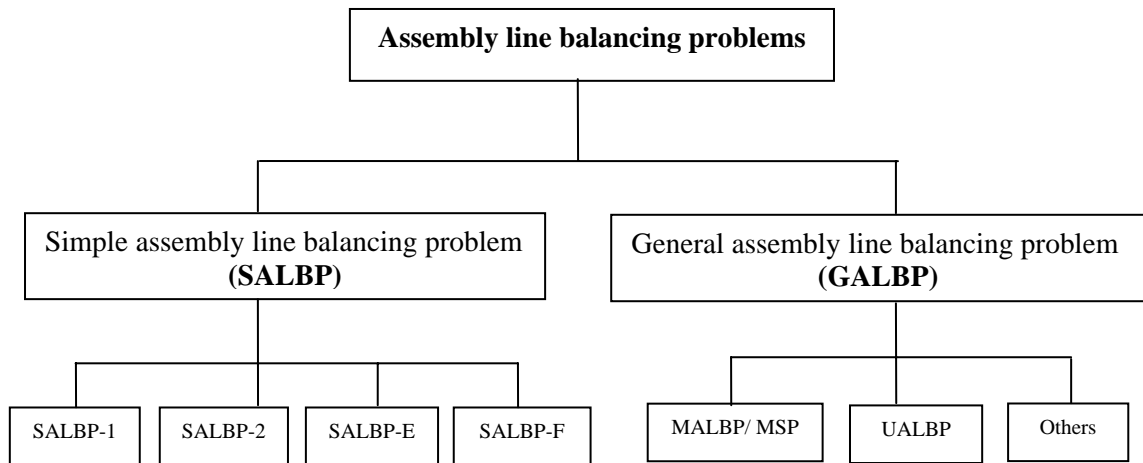 Assembly line balancing problems
Simple assembly line balancing problem
(SALBP)
General assembly line balancing problem
(GALBP)
SALBP-1
SALBP-2
SALBP-E
SALBP-F
MALBP/ MSP
UALBP
Others